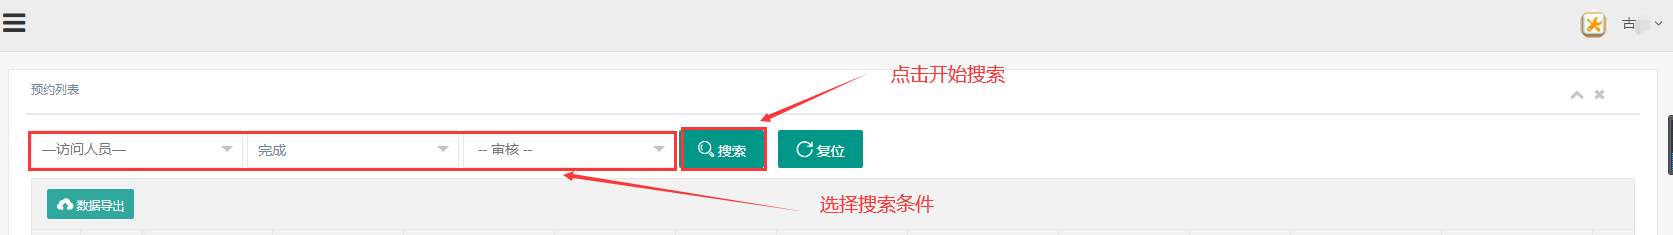 古
点击开始搜索
预约列表
—访问人员—
完成
-- 审核 --
搜索
复位
选择搜索条件
数据导出